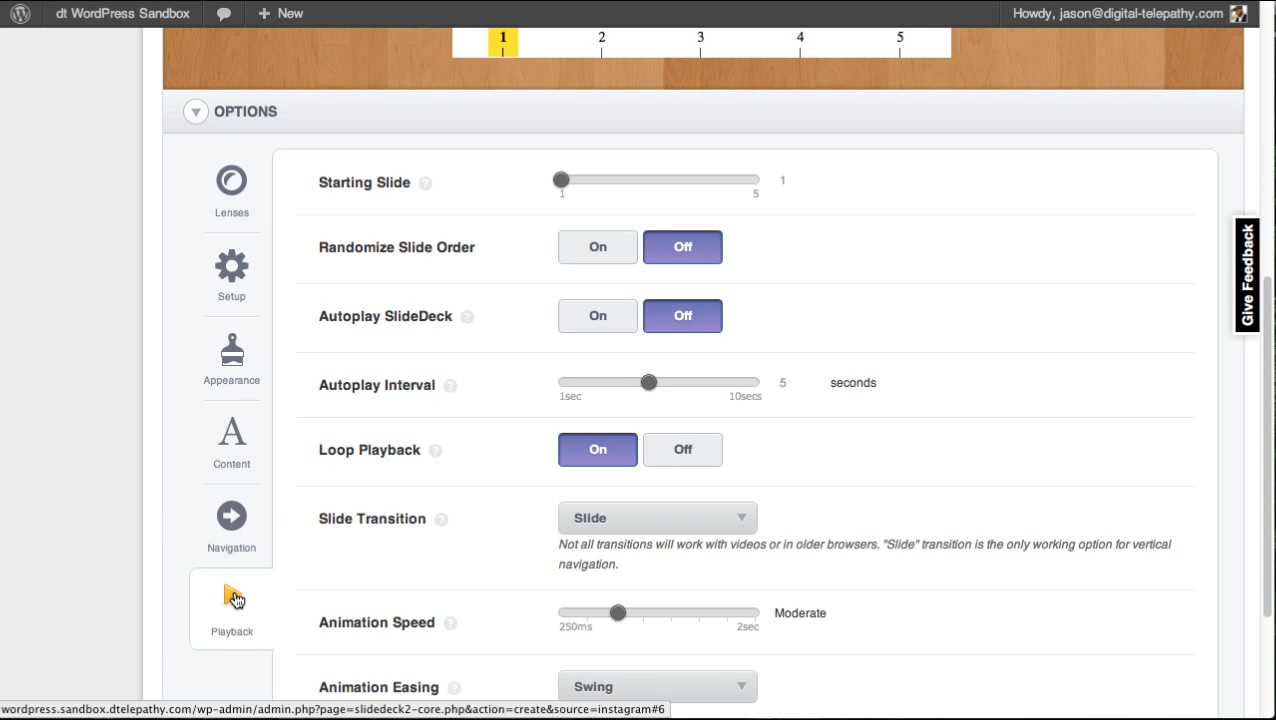 dt WordPress Sandbox New Howdy, jason@digital-telepathy.com
1 2 3 4 5
OPTIONS
Lenses
Setup
Appearance
Content
Navigation
Playback
Starting Slide ? 1
1 5
Randomize Slide Order On Off
Autoplay SlideDeck ? On Off
Autoplay Interval ? 5 seconds
1sec 10secs
Loop Playback ? On Off
Slide Transition ? Slide
Not all transitions will work with videos or in older browsers. "Slide" transition is the only working option for vertical
navigation.
Animation Speed ? Moderate
250ms 2sec
Animation Easing ? Swing
Give Feedback
wordpress.sandbox.dtelepathy.com/wp-admin/admin.php?page=slidedeck2-core.php&action=create&source=instagram#6